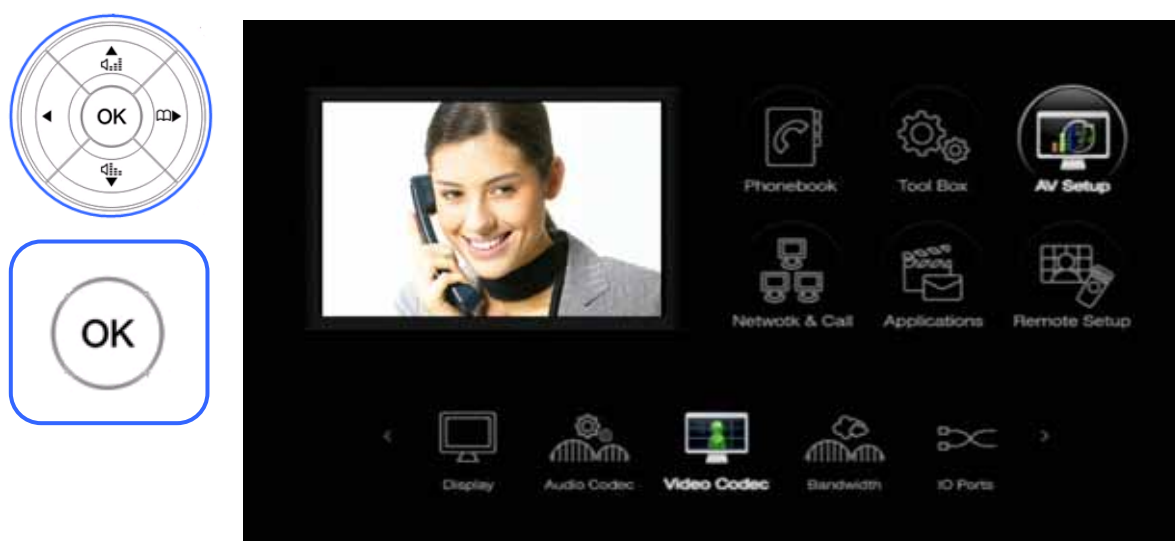 OK
OK
Phonebook Tool Box AV Setup
Netwotk & Call Applications Remote Setup
Display Audio Codec Video Codec Bandwidth IO Ports